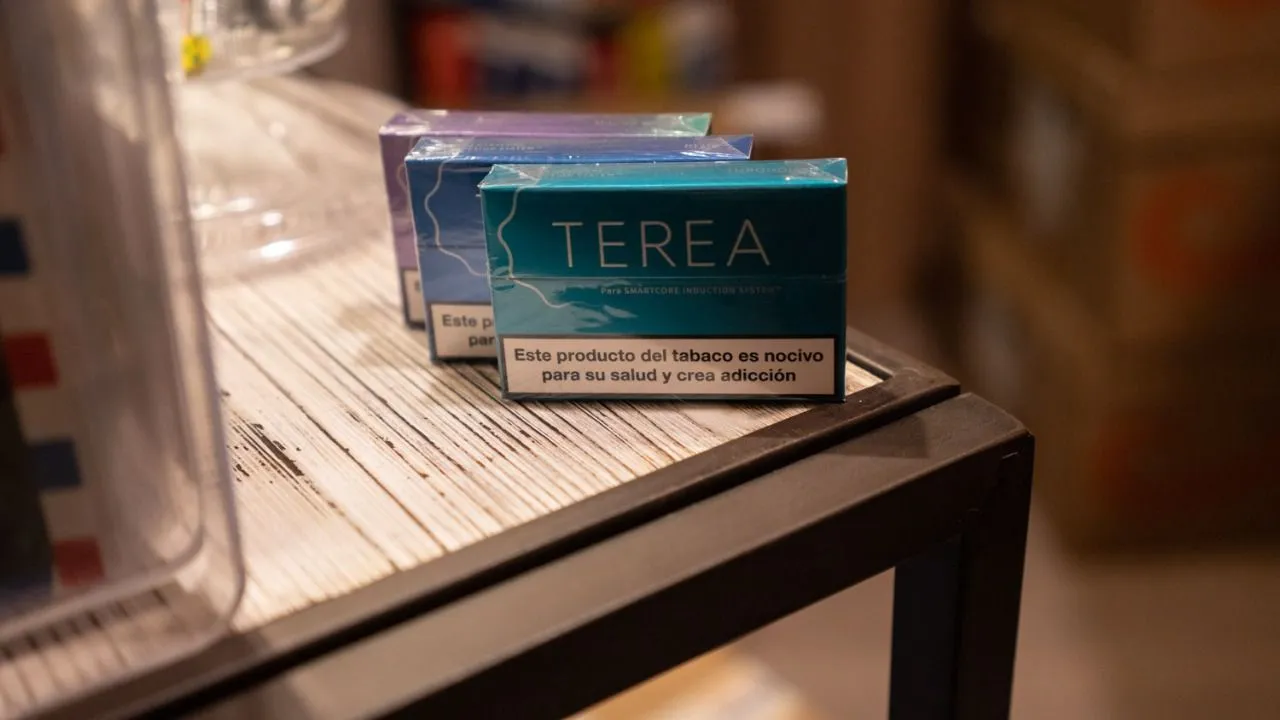 TEREA
Para SMARTCORE INDUCTION SYSTEM™
Este producto del tabaco es nocivo
para su salud y crea adicción
Este p
par